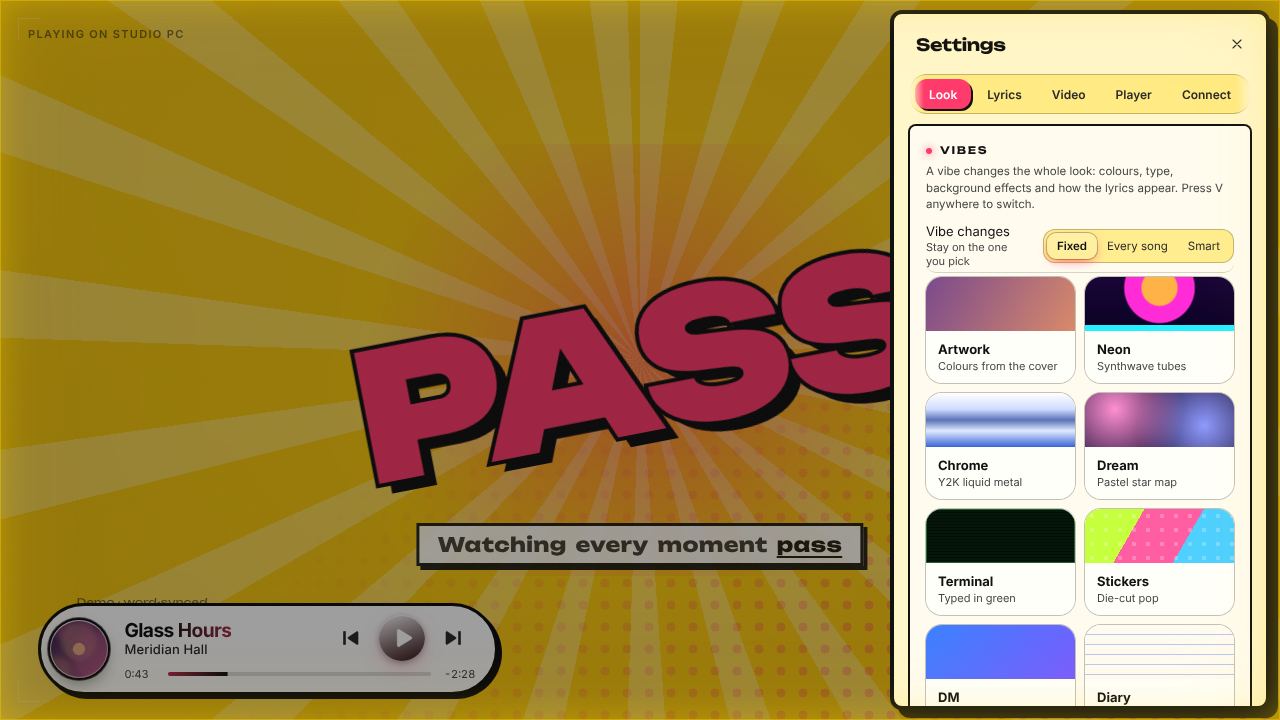 PLAYING ON STUDIO PC
PASS
Watching every moment pass
Demo · word-synced
Glass Hours
Meridian Hall
0:43
-2:28
Settings
Look
Lyrics
Video
Player
Connect
VIBES
A vibe changes the whole look: colours, type,
background effects and how the lyrics appear. Press V
anywhere to switch.
Vibe changes
Stay on the one
you pick
Fixed
Every song
Smart
Artwork
Colours from the cover
Neon
Synthwave tubes
Chrome
Y2K liquid metal
Dream
Pastel star map
Terminal
Typed in green
Stickers
Die-cut pop
DM
Diary